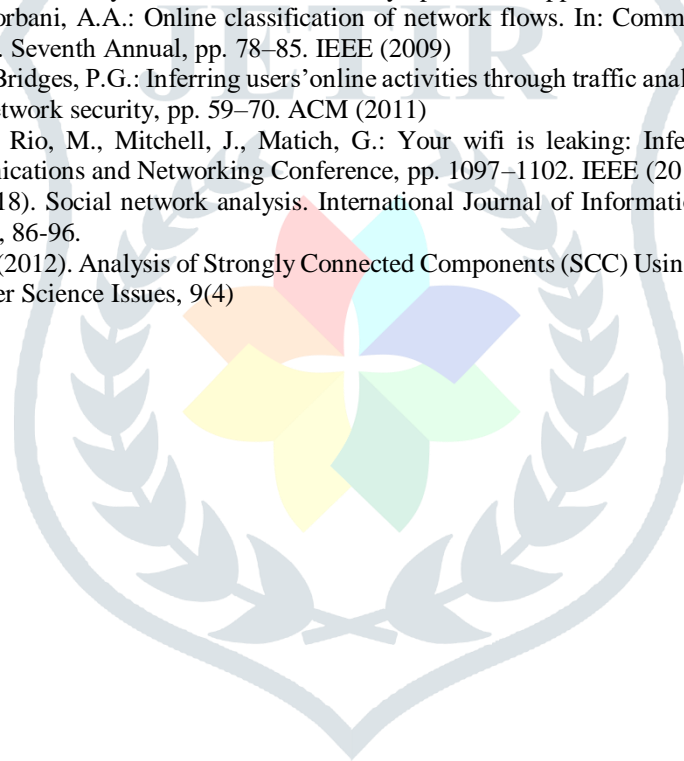 JETIR
orbani, A.A.: Online classification of network flows. In: Comm
. Seventh Annual, pp. 78–85. IEEE (2009)
Bridges, P.G.: Inferring users’online activities through traffic anal
twork security, pp. 59–70. ACM (2011)
Rio, M., Mitchell, J., Matich, G.: Your wifi is leaking: Infe
nications and Networking Conference, pp. 1097–1102. IEEE (20
18). Social network analysis. International Journal of Informati
, 86-96.
(2012). Analysis of Strongly Connected Components (SCC) Usin
er Science Issues, 9(4)